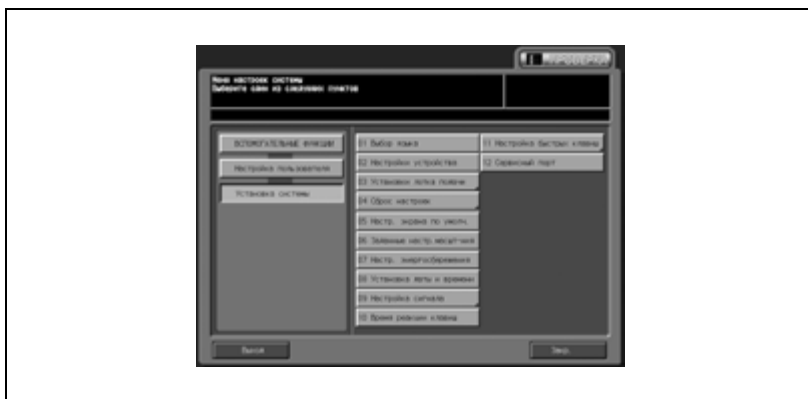 Меню настроек системы
Выберите один из следующих пунктов
ВСПОМОГАТЕЛЬНЫЕ ФУНКЦИИ
Настройка пользователя
Установка системы
01 Выбор языка
02 Настройки устройства
03 Установки лотка подачи
04 Сброс настроек
05 Настр. экрана по умолч.
06 Заданные настр.
07 Настр. энергосбережения
08 Установка даты и времени
09 Настройка сигнала
10 Время реакции клавиш
11 Настройка быстрых клавиш
12 Сервисный порт
Выход
Закр.